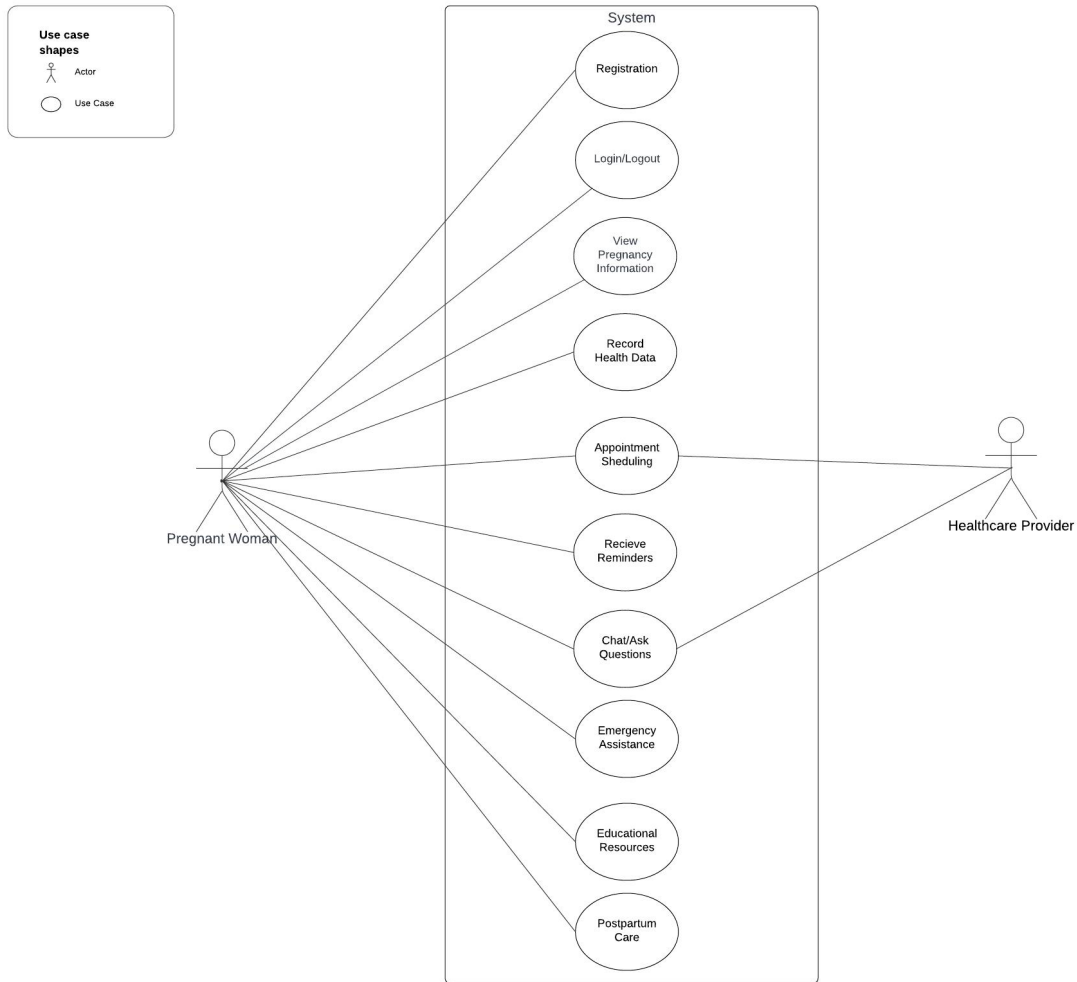 Use case
shapes
Actor
Use Case
System
Registration
Login/Logout
View
Pregnancy
Information
Record
Health Data
Appointment
Sheduling
Recieve
Reminders
Chat/Ask
Questions
Emergency
Assistance
Educational
Resources
Postpartum
Care
Pregnant Woman
Healthcare Provider